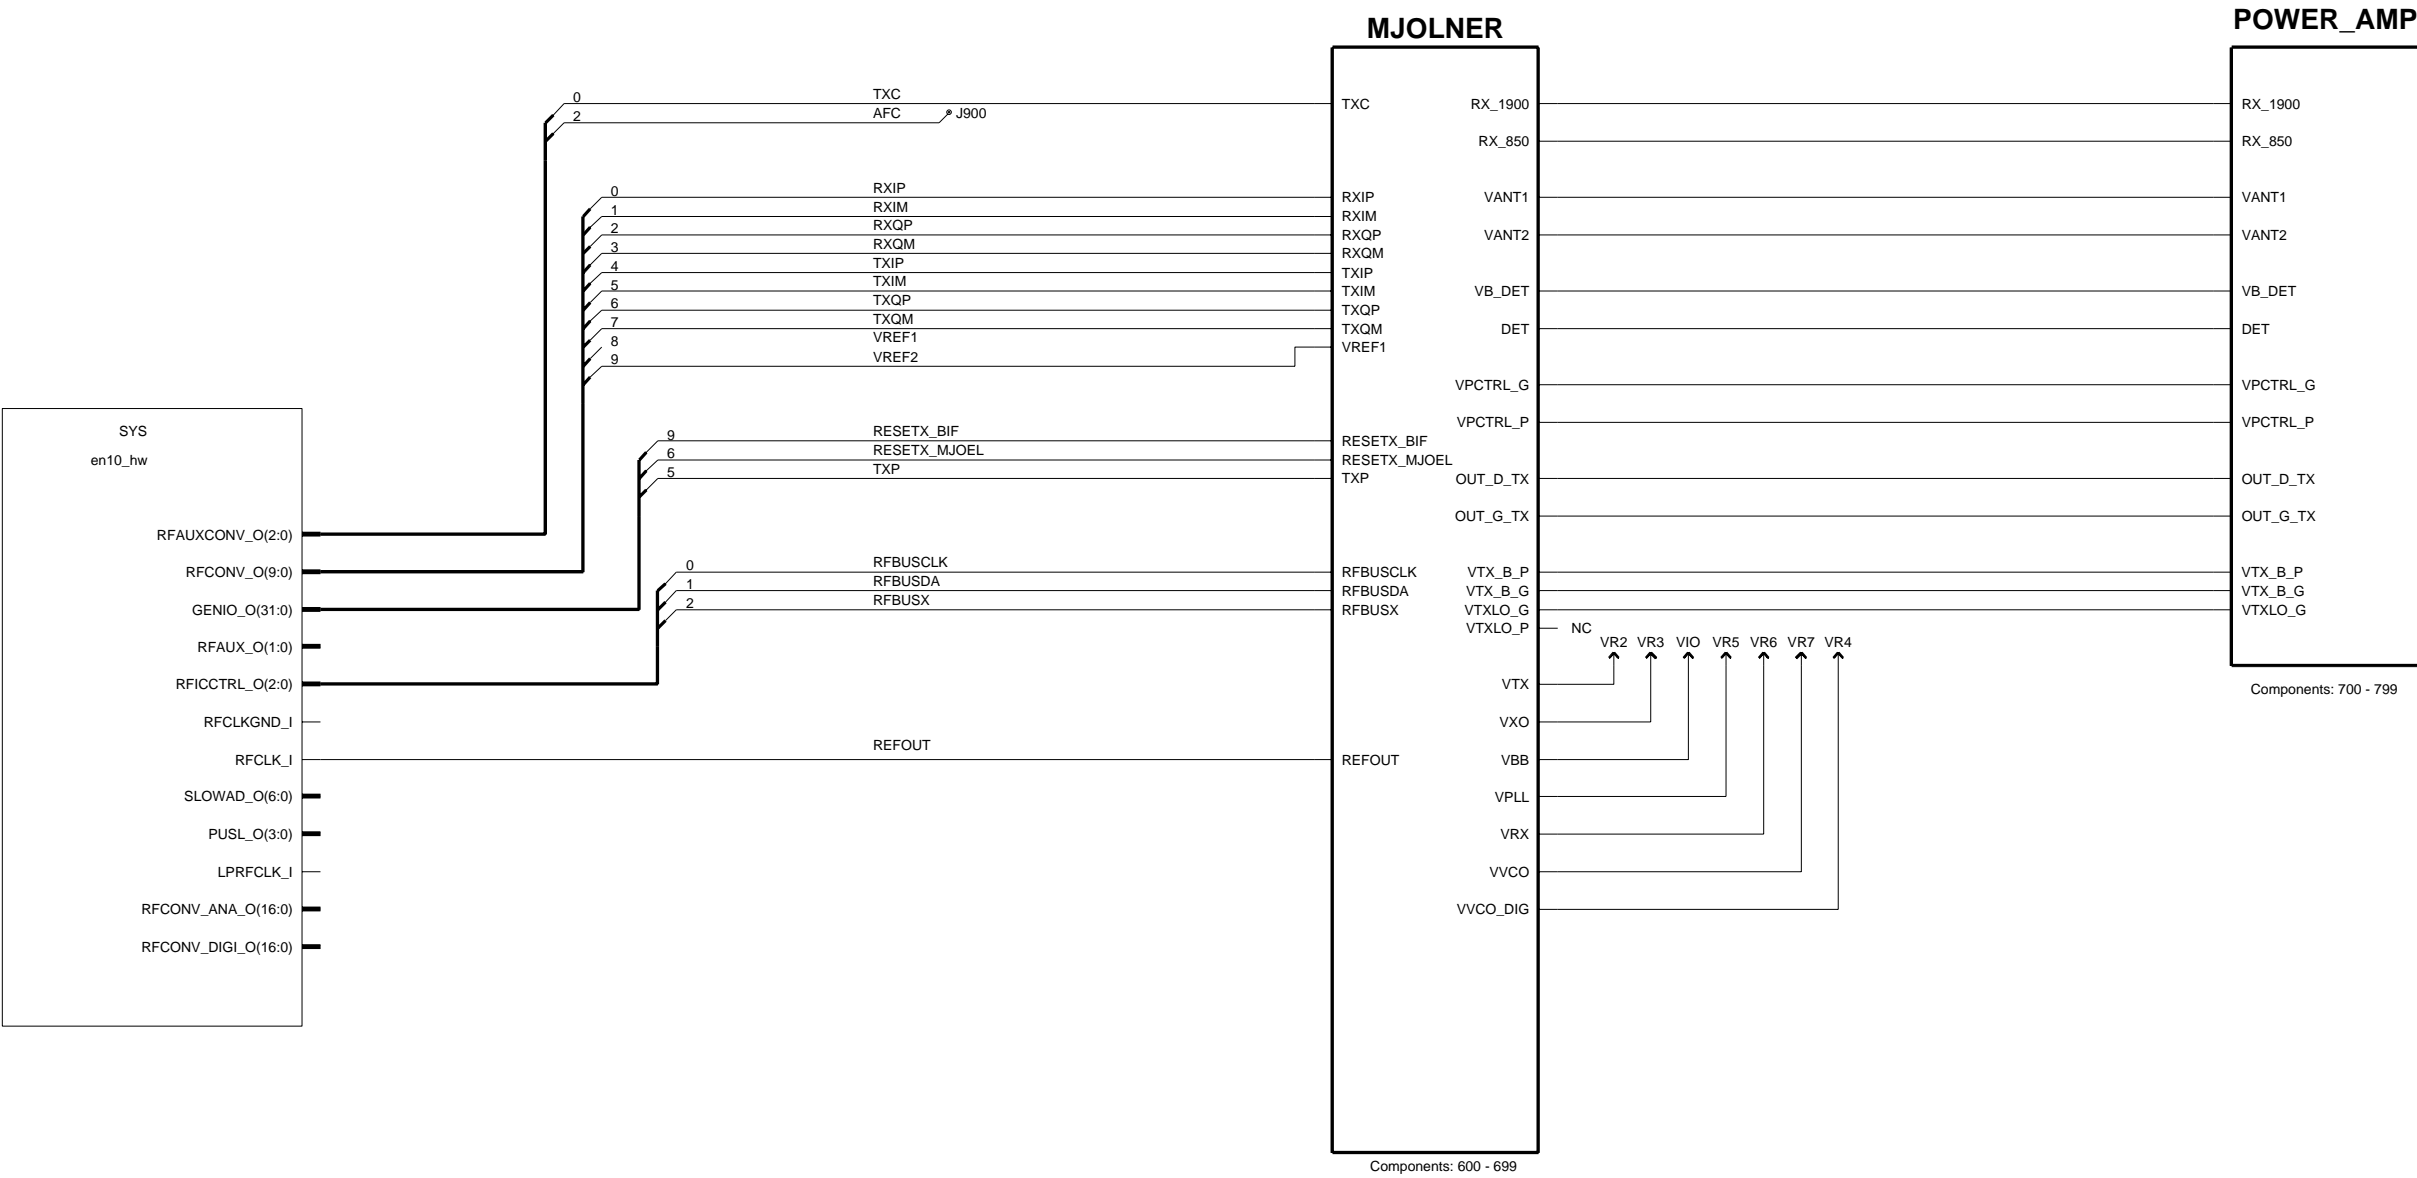 MJOLNER
POWER_AMP
0 TXC
2 AFC J900
0 RXIP
1 RXIM
2 RXQP
3 RXQM
4 TXIP
5 TXIM
6 TXQP
7 TXQM
8 VREF1
9 VREF2
9 RESETX_BIF
6 RESETX_MJOEL
5 TXP
0 RFBUSCLK
1 RFBUSDA
2 RFBUSX
REFOUT
SYS
en10_hw
RFAUXCONV_O(2:0)
RFCONV_O(9:0)
GENIO_O(31:0)
RFAUX_O(1:0)
RFICCTRL_O(2:0)
RFCLKGND_I
RFCLK_I
SLOWAD_O(6:0)
PUSL_O(3:0)
LPRFCLK_I
RFCONV_ANA_O(16:0)
RFCONV_DIGI_O(16:0)
TXC
RXIP
RXIM
RXQP
RXQM
TXIP
TXIM
TXQP
TXQM
VREF1
RESETX_BIF
RESETX_MJOEL
TXP
RFBUSCLK
RFBUSDA
RFBUSX
REFOUT
RX_1900
RX_850
VANT1
VANT2
VB_DET
DET
VPCTRL_G
VPCTRL_P
OUT_D_TX
OUT_G_TX
VTX_B_P
VTX_B_G
VTXLO_G
VTXLO_P NC
VR2 VR3 VIO VR5 VR6 VR7 VR4
VTX
VXO
VBB
VPLL
VRX
VVCO
VVCO_DIG
Components: 600 - 699
RX_1900
RX_850
VANT1
VANT2
VB_DET
DET
VPCTRL_G
VPCTRL_P
OUT_D_TX
OUT_G_TX
VTX_B_P
VTX_B_G
VTXLO_G
Components: 700 - 799